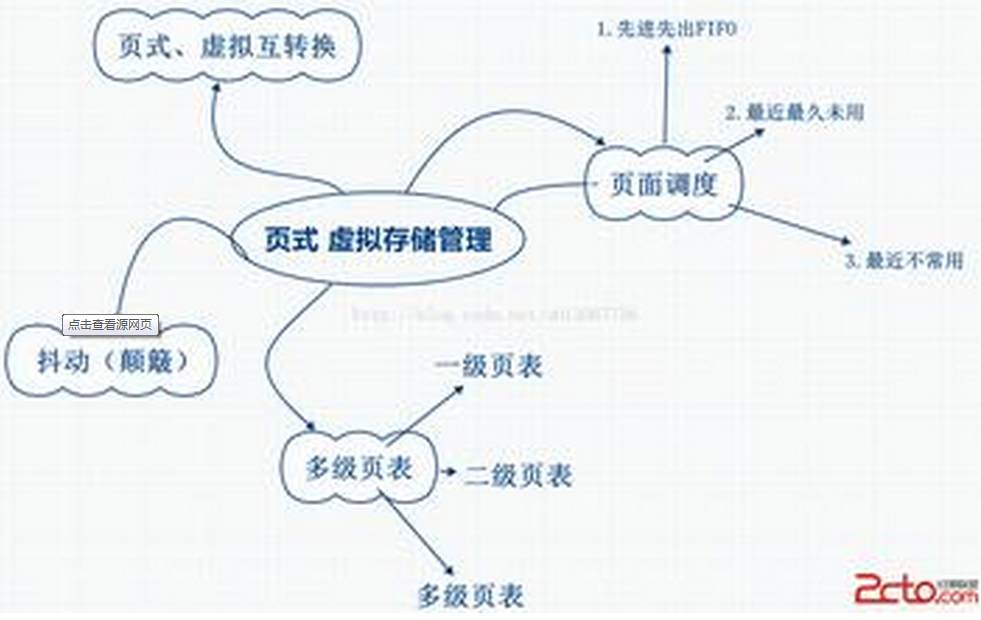 页式、虚拟互转换
1.先进先出FIFO
2.最近最久未用
页面调度
页式 虚拟存储管理
3.最近不常用
点击查看源网页
抖动（颠簸）
一级页表
多级页表
二级页表
多级页表
2cto.com